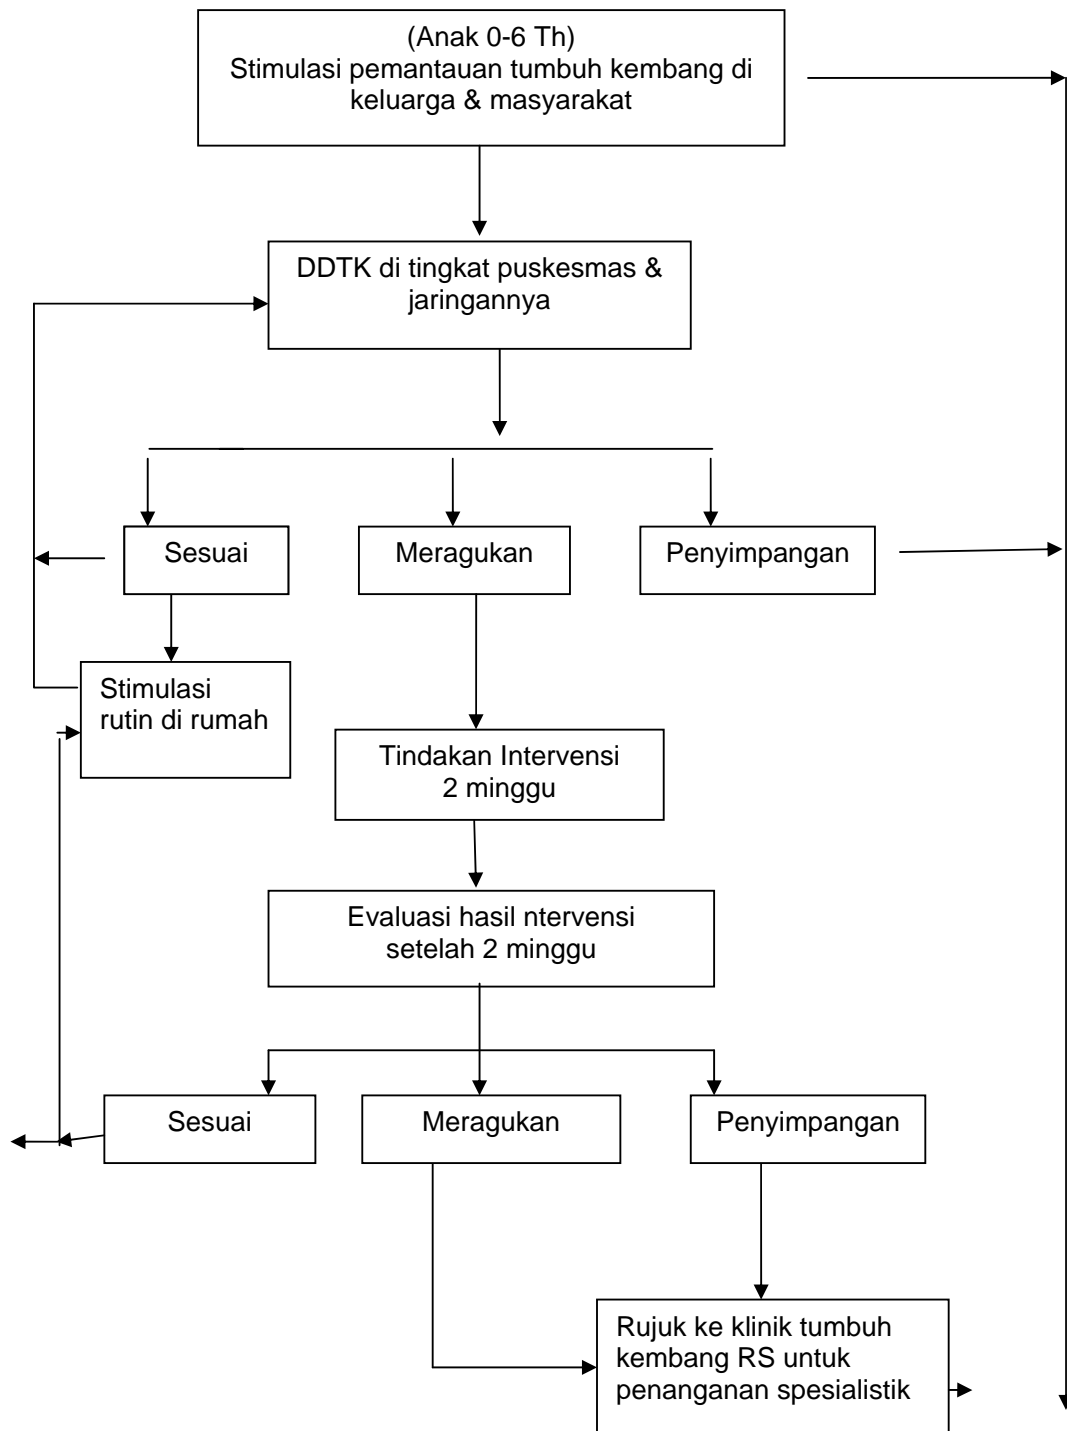 (Anak 0-6 Th)
Stimulasi pemantauan tumbuh kembang di
keluarga & masyarakat
DDTK di tingkat puskesmas &
jaringannya
Sesuai
Meragukan
Penyimpangan
Stimulasi
rutin di rumah
Tindakan Intervensi
2 minggu
Evaluasi hasil ntervensi
setelah 2 minggu
Sesuai
Meragukan
Penyimpangan
Rujuk ke klinik tumbuh
kembang RS untuk
penanganan spesialistik